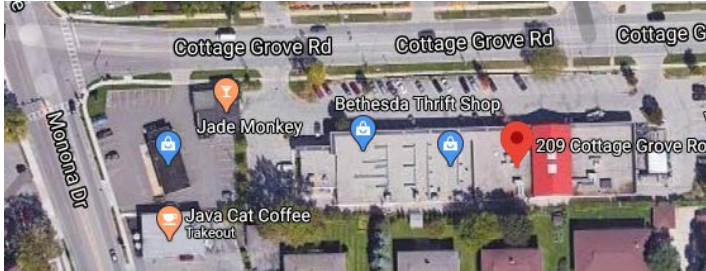 Cottage Grove Rd
Cottage Grove Rd
Cottage G
Monona Dr
Jade Monkey
Bethesda Thrift Shop
209 Cottage Grove Ro
Java Cat Coffee
Takeout